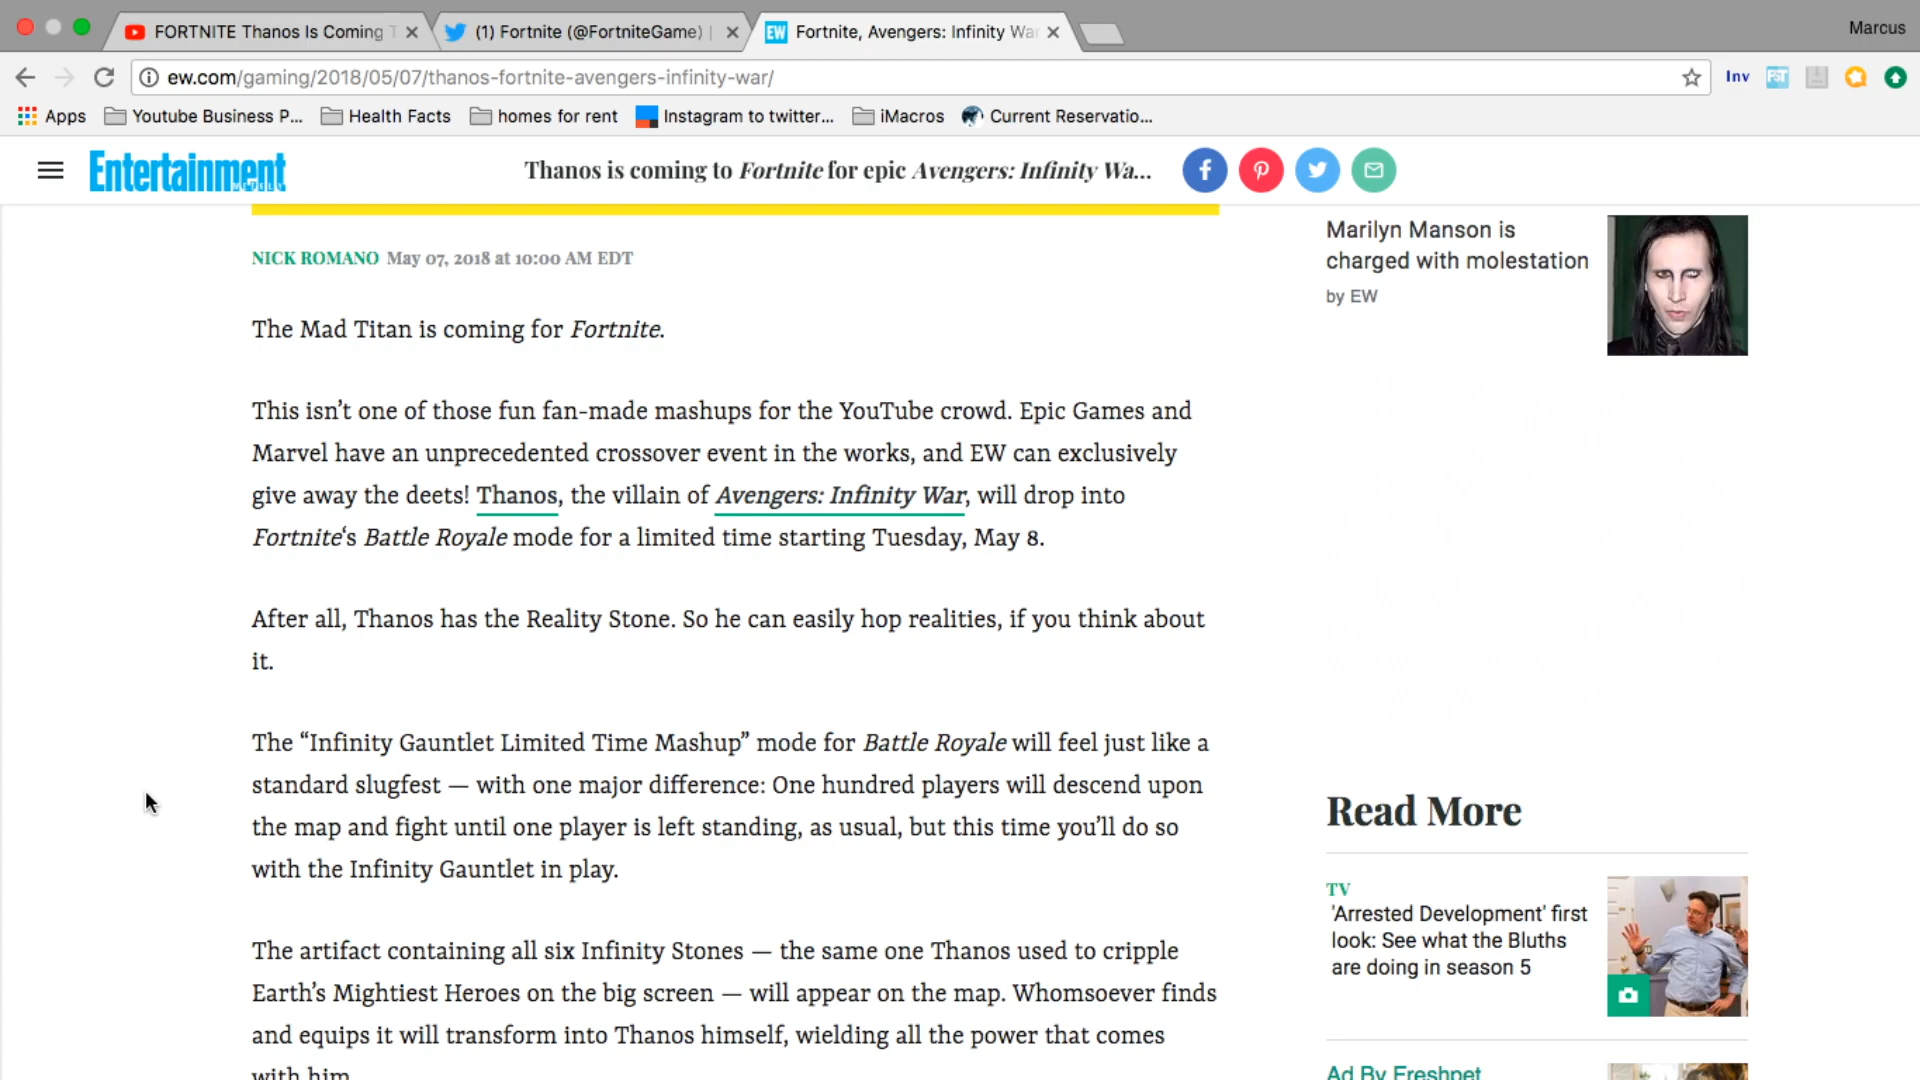 FORTNITE Thanos Is Coming T
(1) Fortnite (@FortniteGame) |
EW
Fortnite, Avengers: Infinity Wa
Marcus
ew.com/gaming/2018/05/07/thanos-fortnite-avengers-infinity-war/
Inv
PST
Apps
Youtube Business P...
Health Facts
homes for rent
Instagram to twitter...
iMacros
Current Reservatio...
Entertainment
Thanos is coming to Fortnite for epic Avengers: Infinity Wa...
NICK ROMANO May 07, 2018 at 10:00 AM EDT
The Mad Titan is coming for Fortnite.
This isn’t one of those fun fan-made mashups for the YouTube crowd. Epic Games and
Marvel have an unprecedented crossover event in the works, and EW can exclusively
give away the deets! Thanos, the villain of Avengers: Infinity War, will drop into
Fortnite‘s Battle Royale mode for a limited time starting Tuesday, May 8.
After all, Thanos has the Reality Stone. So he can easily hop realities, if you think about
it.
The “Infinity Gauntlet Limited Time Mashup” mode for Battle Royale will feel just like a
standard slugfest — with one major difference: One hundred players will descend upon
the map and fight until one player is left standing, as usual, but this time you’ll do so
with the Infinity Gauntlet in play.
The artifact containing all six Infinity Stones — the same one Thanos used to cripple
Earth’s Mightiest Heroes on the big screen — will appear on the map. Whomsoever finds
and equips it will transform into Thanos himself, wielding all the power that comes
with him.
Marilyn Manson is
charged with molestation
by EW
Read More
TV
'Arrested Development' first
look: See what the Bluths
are doing in season 5
Ad By Freshpet